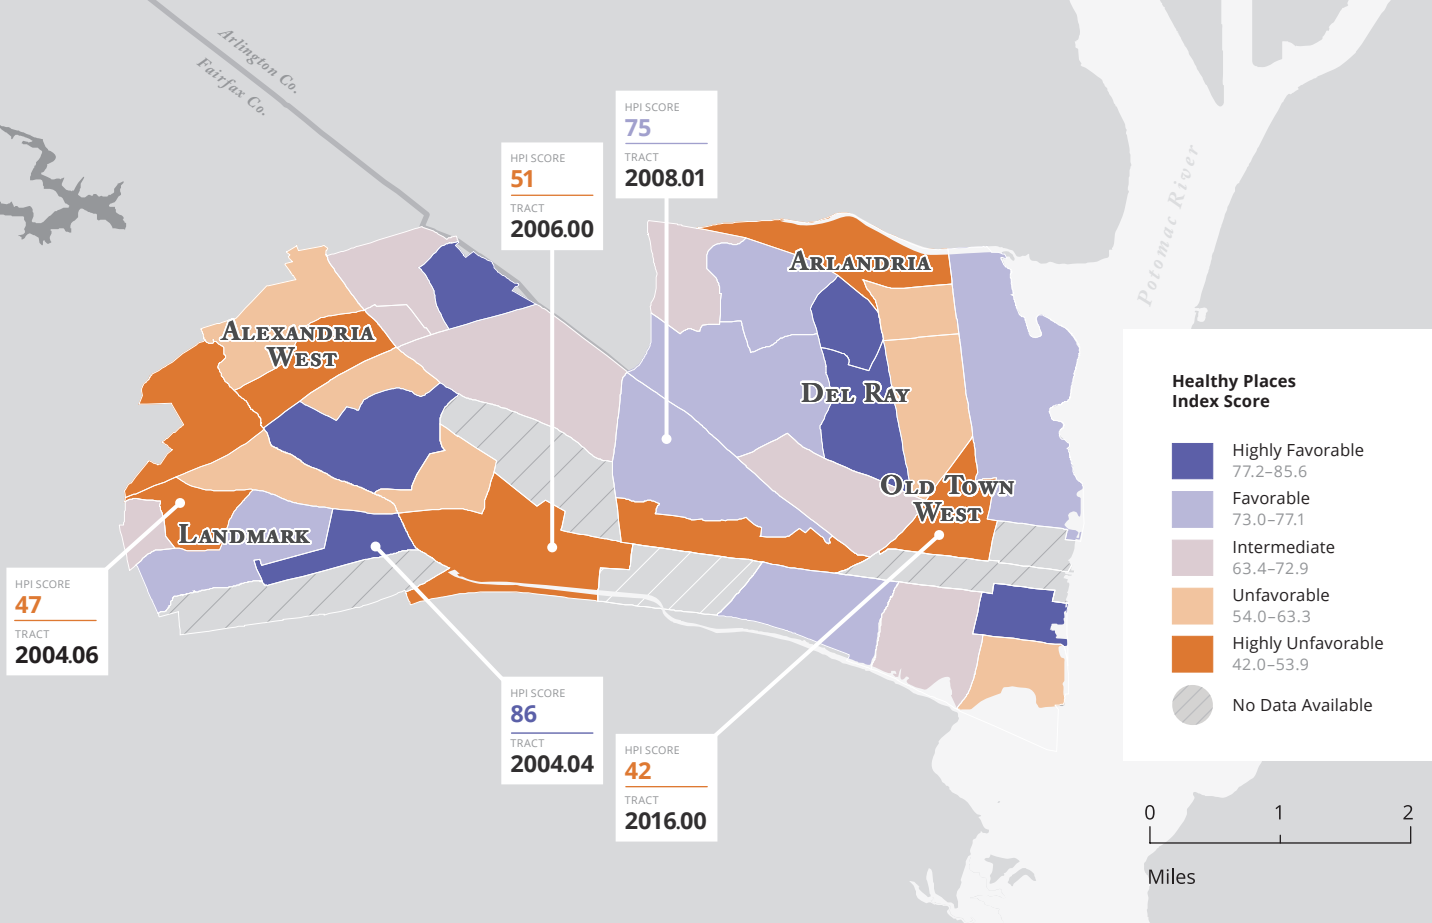 Arlington Co.
Fairfax Co.
HPI SCORE
75
TRACT
2008.01
HPI SCORE
51
TRACT
2006.00
Potomac River
ARLANDRIA
ALEXANDRIA
WEST
DEL RAY
OLD TOWN
WEST
LANDMARK
HPI SCORE
47
TRACT
2004.06
HPI SCORE
86
TRACT
2004.04
HPI SCORE
42
TRACT
2016.00
Healthy Places
Index Score
Highly Favorable
77.2–85.6
Favorable
73.0–77.1
Intermediate
63.4–72.9
Unfavorable
54.0–63.3
Highly Unfavorable
42.0–53.9
No Data Available
0 1 2
Miles